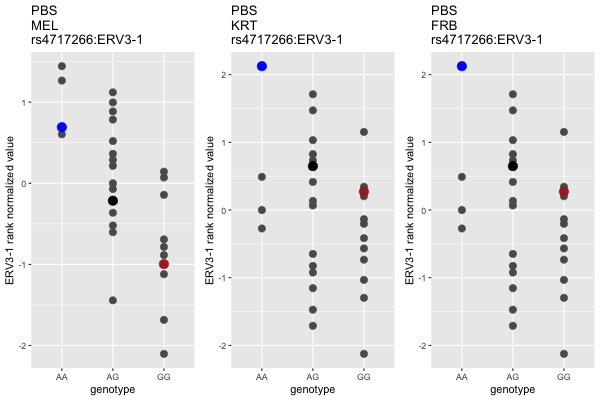 PBS
MEL
rs4717266:ERV3-1
ERV3-1 rank normalized value
1
0
-1
-2
AA
AG
GG
genotype
PBS
KRT
rs4717266:ERV3-1
ERV3-1 rank normalized value
2
1
0
-1
-2
AA
AG
GG
genotype
PBS
FRB
rs4717266:ERV3-1
ERV3-1 rank normalized value
2
1
0
-1
-2
AA
AG
GG
genotype